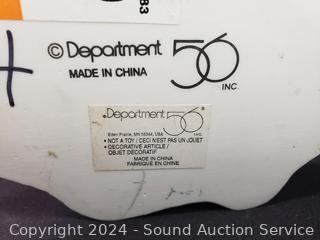 83
© Department 56
MADE IN CHINA
INC.
Department 56
INC.
Eden Prairie, MN 55344, USA
• NOT A TOY / CECI N'EST PAS UN JOUET
• DECORATIVE ARTICLE /
OBJET DECORATIF
MADE IN CHINA
FABRIQUE EN CHINE
Copyright 2024 - Sound Auction Service